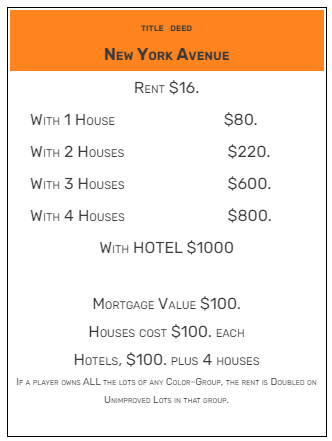 TITLE DEED
NEW YORK AVENUE
RENT $16.
WITH 1 HOUSE $80.
WITH 2 HOUSES $220.
WITH 3 HOUSES $600.
WITH 4 HOUSES $800.
WITH HOTEL $1000
MORTGAGE VALUE $100.
HOUSES COST $100. EACH
HOTELS, $100. PLUS 4 HOUSES
IF A PLAYER OWNS ALL THE LOTS OF ANY COLOR-GROUP, THE RENT IS DOUBLED ON
UNIMPROVED LOTS IN THAT GROUP.